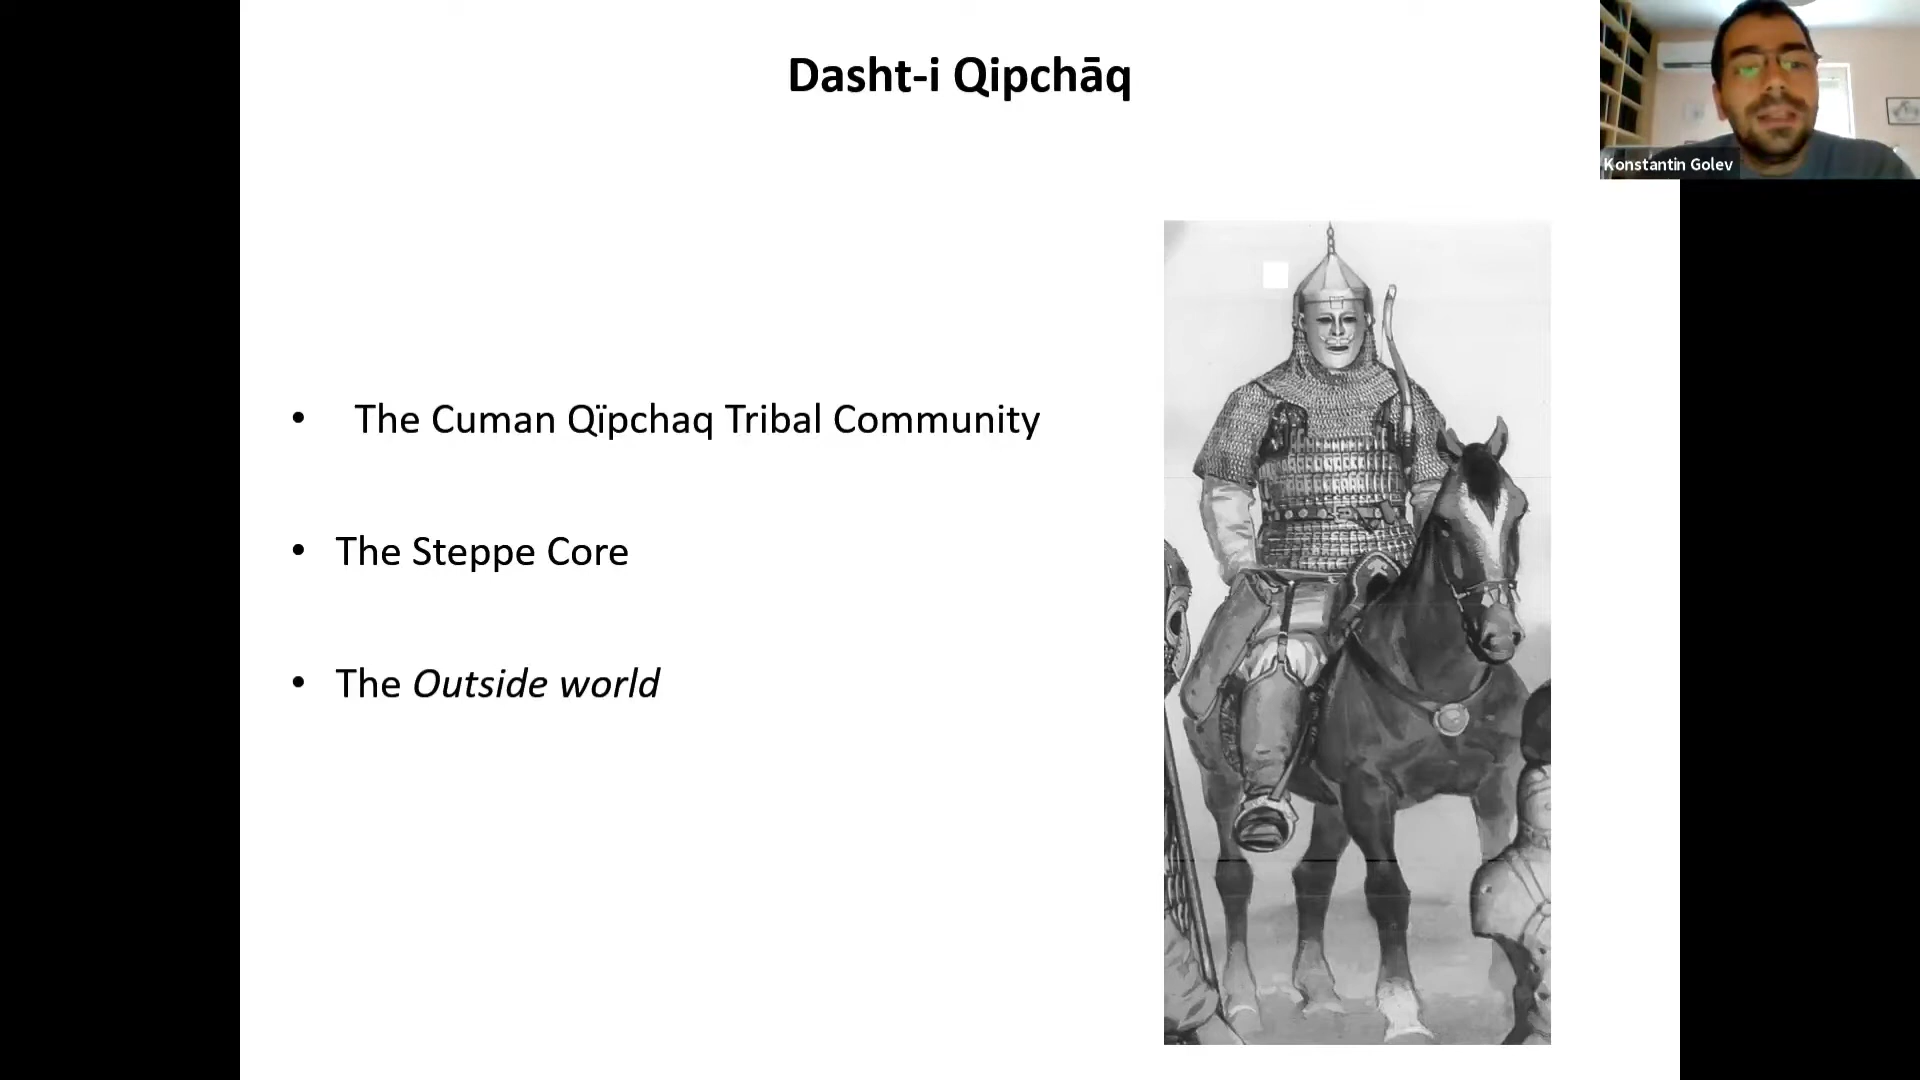 Dasht-i Qipchāq
Konstantin Golev
• The Cuman Qïpchaq Tribal Community
• The Steppe Core
• The Outside world